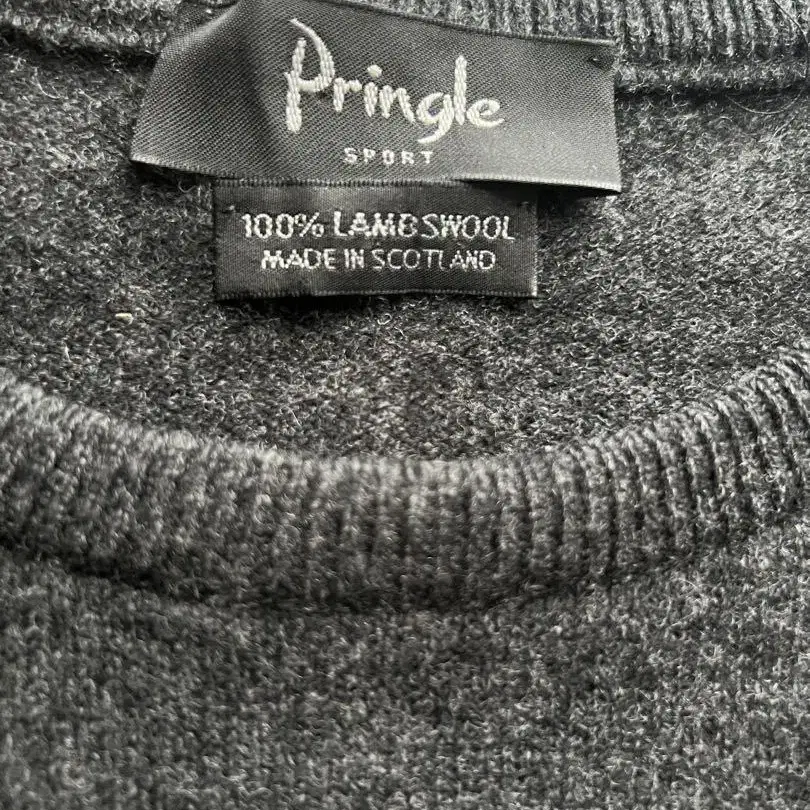 Pringle
SPORT
100% LAMBSWOOL
MADE IN SCOTLAND